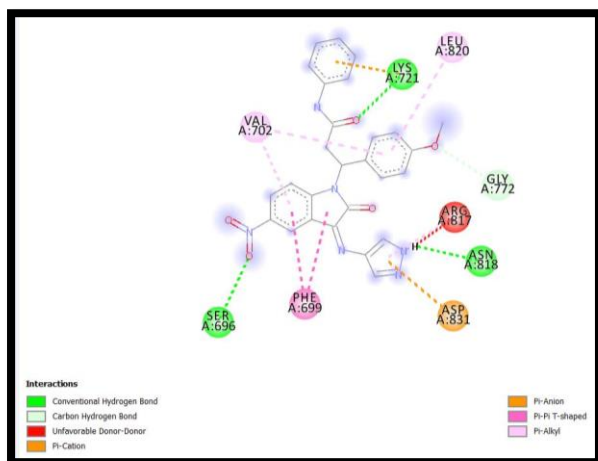 LEU
A:820
LYS
A:721
N
O
VAL
A:702
O
GLY
A:772
N
O
ARG
A:817
O
N
O
N
H
ASN
A:818
N
N
SER
A:696
PHE
A:699
ASP
A:831
Interactions
Conventional Hydrogen Bond
Carbon Hydrogen Bond
Unfavorable Donor-Donor
Pi-Cation
Pi-Anion
Pi-Pi T-shaped
Pi-Alkyl